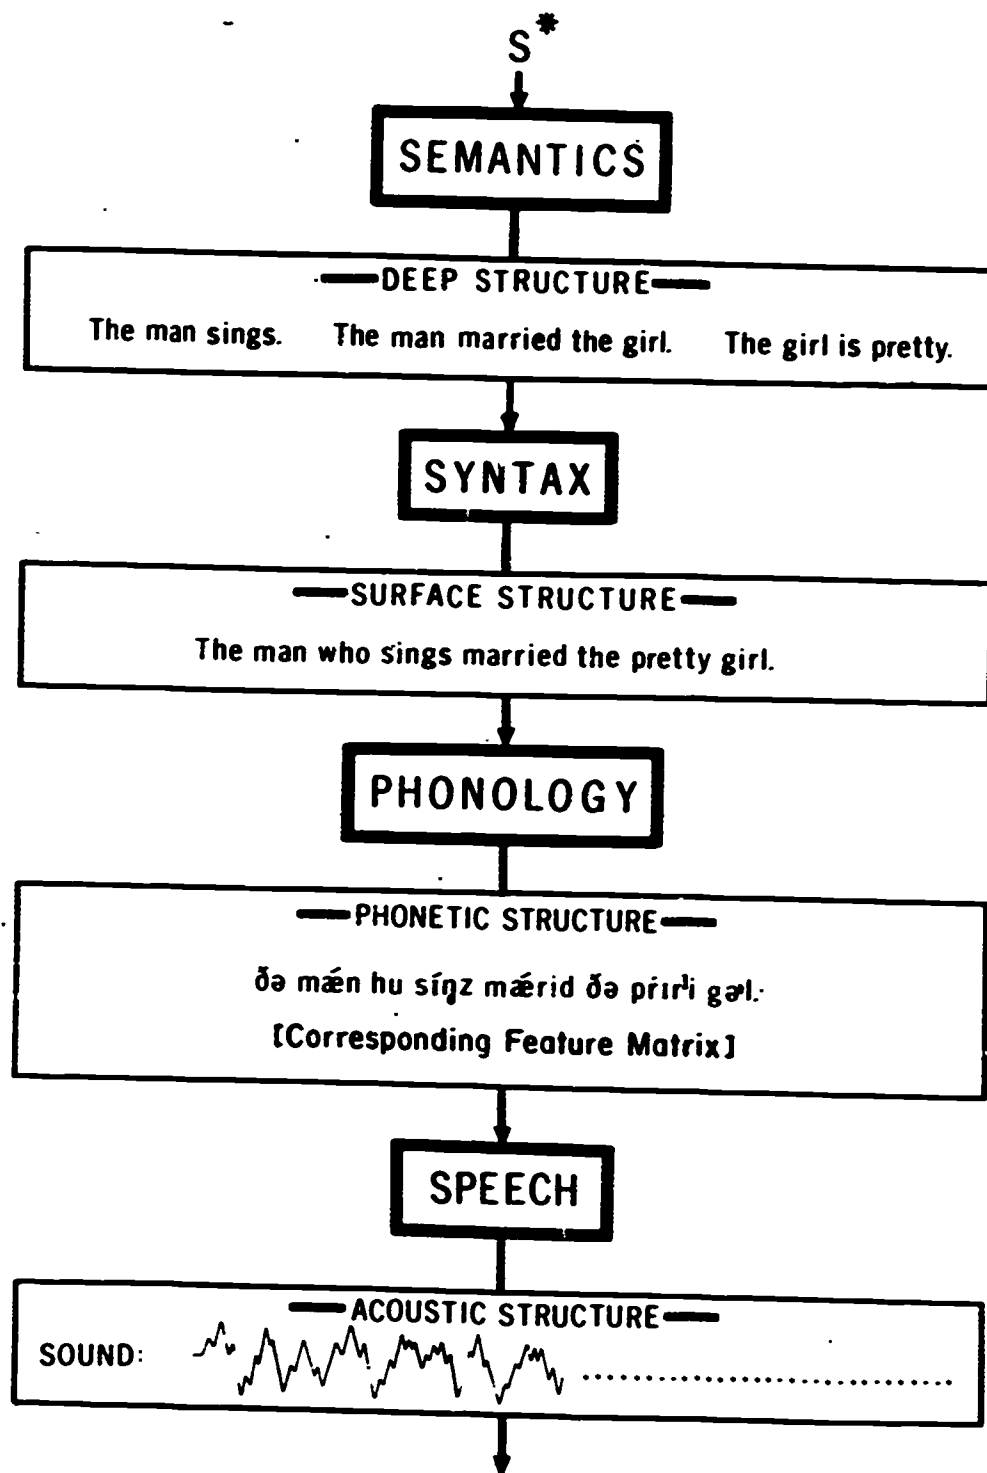 S*
SEMANTICS
DEEP STRUCTURE
The man sings. The man married the girl. The girl is pretty.
SYNTAX
SURFACE STRUCTURE
The man who sings married the pretty girl.
PHONOLOGY
PHONETIC STRUCTURE
ðə mǽn hu síŋz mǽrid ðə gəl.
[Corresponding Feature Matrix]
SPEECH
ACOUSTIC STRUCTURE
SOUND: